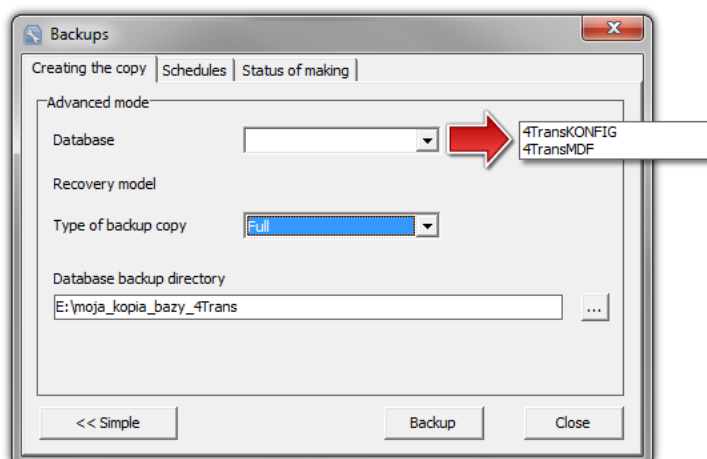 Backups
Creating the copy
Schedules
Status of making
Advanced mode
Database
4TransKONFIG
4TransMDF
Recovery model
Type of backup copy
Full
Database backup directory
E:\moja_kopia_bazy_4Trans
...
<< Simple
Backup
Close